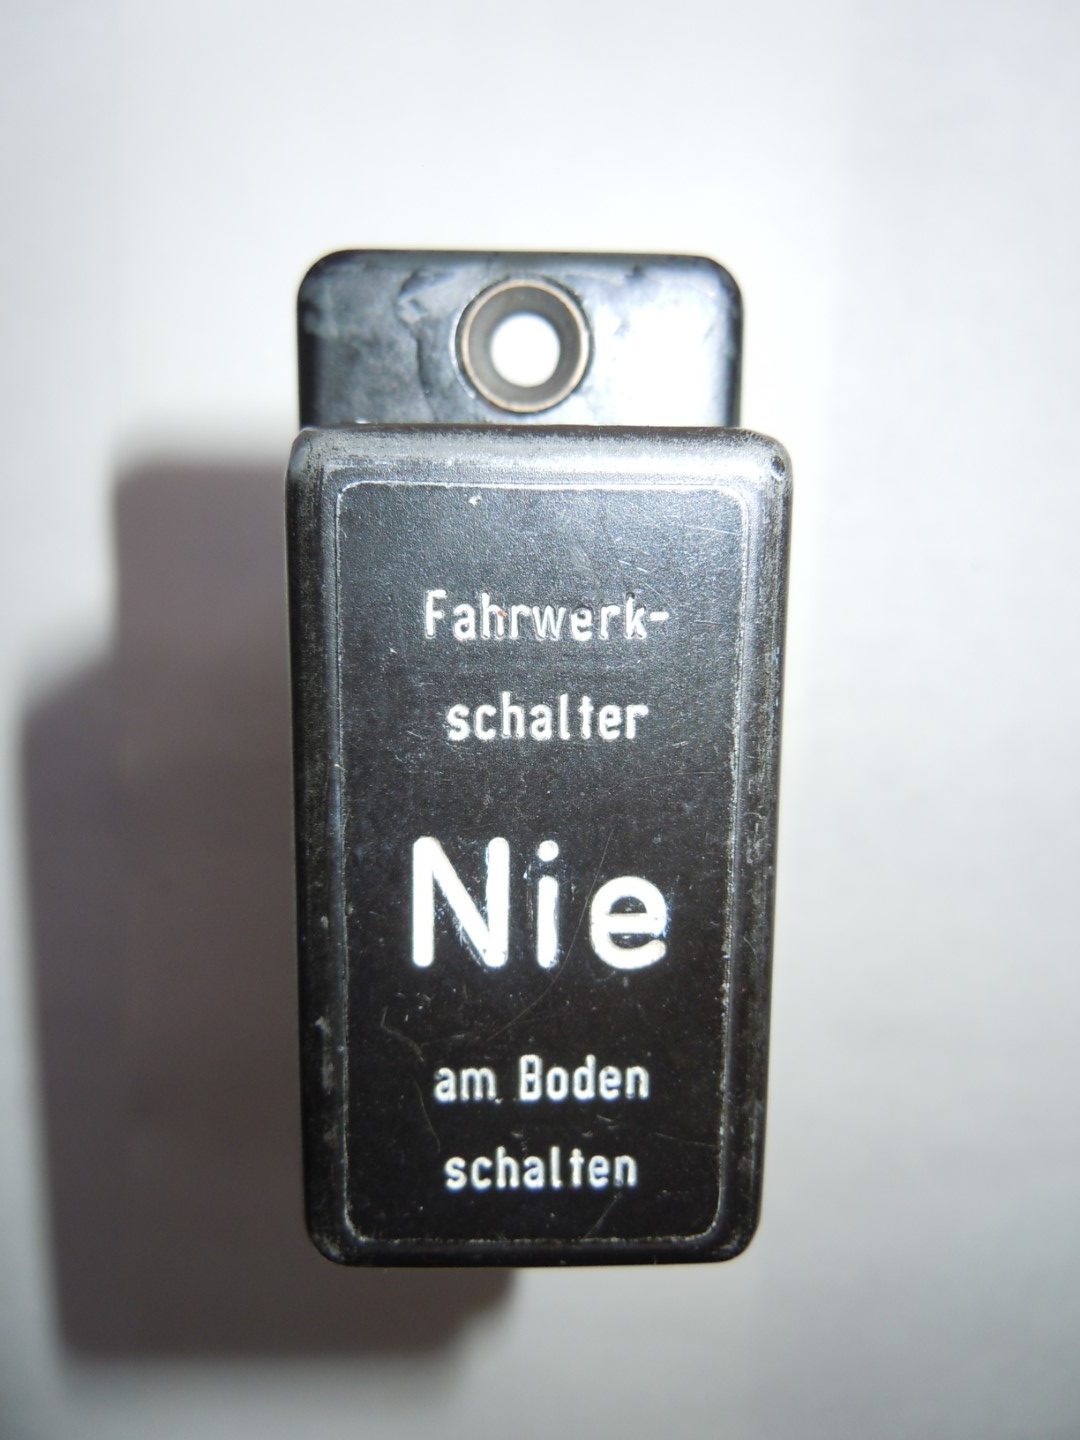 Fahrwerk-
schalter
Nie
am Boden
schalten